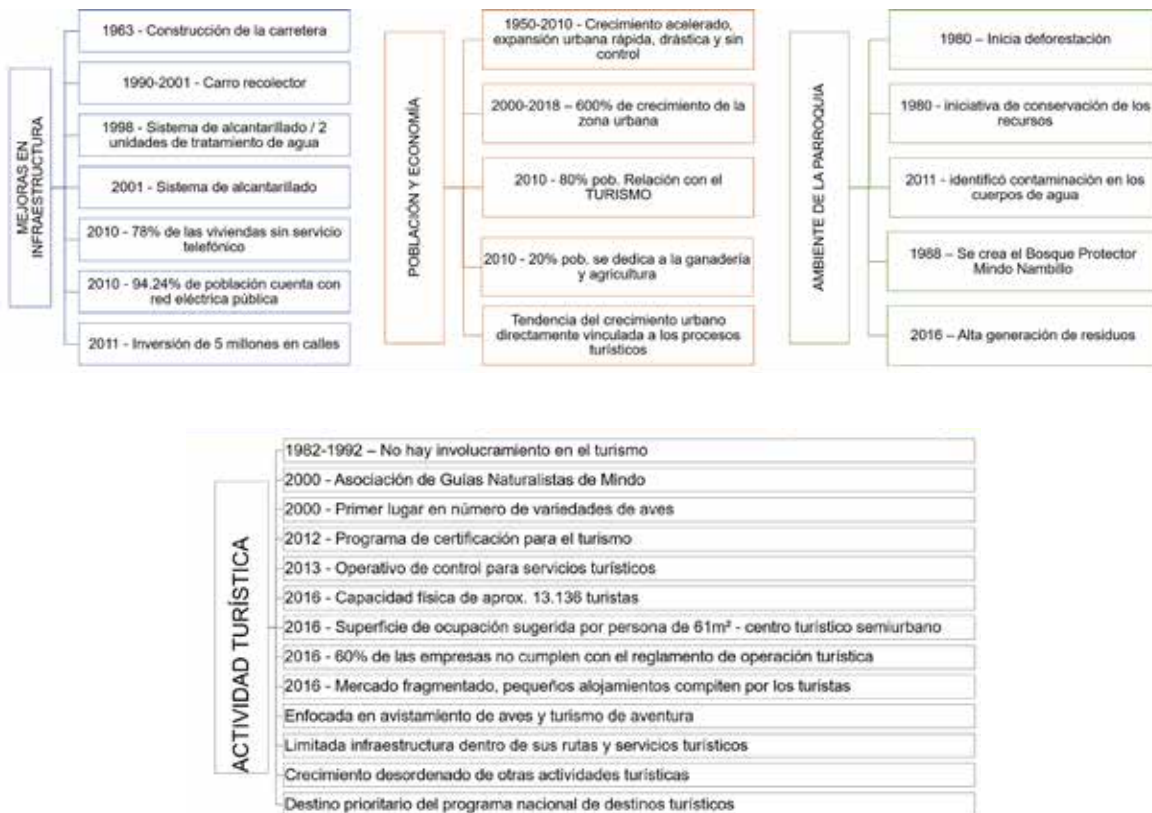 MEJORAS EN
INFRAESTRUCTURA
1963 - Construcción de la carretera
1990-2001 - Carro recolector
1998 - Sistema de alcantarillado / 2
unidades de tratamiento de agua
2001 - Sistema de alcantarillado
2010 - 78% de las viviendas sin servicio
telefónico
2010 - 94.24% de población cuenta con
red eléctrica pública
2011 - Inversión de 5 millones en calles
POBLACIÓN Y ECONOMÍA
1950-2010 - Crecimiento acelerado,
expansión urbana rápida, drástica y sin
control
2000-2018 – 600% de crecimiento de la
zona urbana
2010 - 80% pob. Relación con el
TURISMO
2010 - 20% pob. se dedica a la ganadería
y agricultura
Tendencia del crecimiento urbano
directamente vinculada a los procesos
turísticos
AMBIENTE DE LA PARROQUIA
1980 – Inicia deforestación
1980 - iniciativa de conservación de los
recursos
2011 - identificó contaminación en los
cuerpos de agua
1988 – Se crea el Bosque Protector
Mindo Nambillo
2016 – Alta generación de residuos
ACTIVIDAD TURÍSTICA
1982-1992 – No hay involucramiento en el turismo
2000 - Asociación de Guías Naturalistas de Mindo
2000 - Primer lugar en número de variedades de aves
2012 - Programa de certificación para el turismo
2013 - Operativo de control para servicios turísticos
2016 - Capacidad física de aprox. 13.136 turistas
2016 - Superficie de ocupación sugerida por persona de 61m² - centro turístico semiurbano
2016 - 60% de las empresas no cumplen con el reglamento de operación turística
2016 - Mercado fragmentado, pequeños alojamientos compiten por los turistas
Enfocada en avistamiento de aves y turismo de aventura
Limitada infraestructura dentro de sus rutas y servicios turísticos
Crecimiento desordenado de otras actividades turísticas
Destino prioritario del programa nacional de destinos turísticos